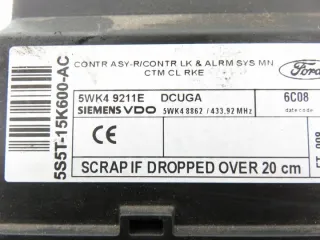 CONTR ASY-R/CONTR LK & ALRM SYS MN
CTM CL RKE
Ford
5S5T-15K600-AC
5WK4 9211E DCUGA 6C08
SIEMENS VDO 5WK4 8862 / 433,92 MHz date code
CE
SCRAP IF DROPPED OVER 20 cm